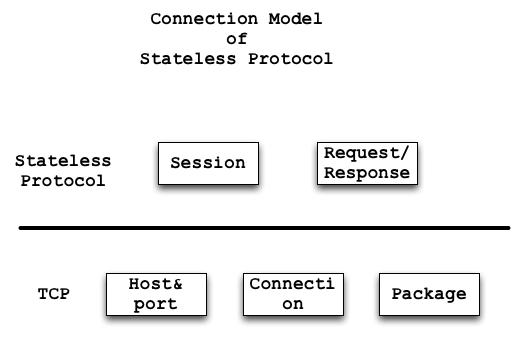 Connection Model
of
Stateless Protocol
Stateless
Protocol
Session
Request/
Response
TCP
Host&
port
Connecti
on
Package